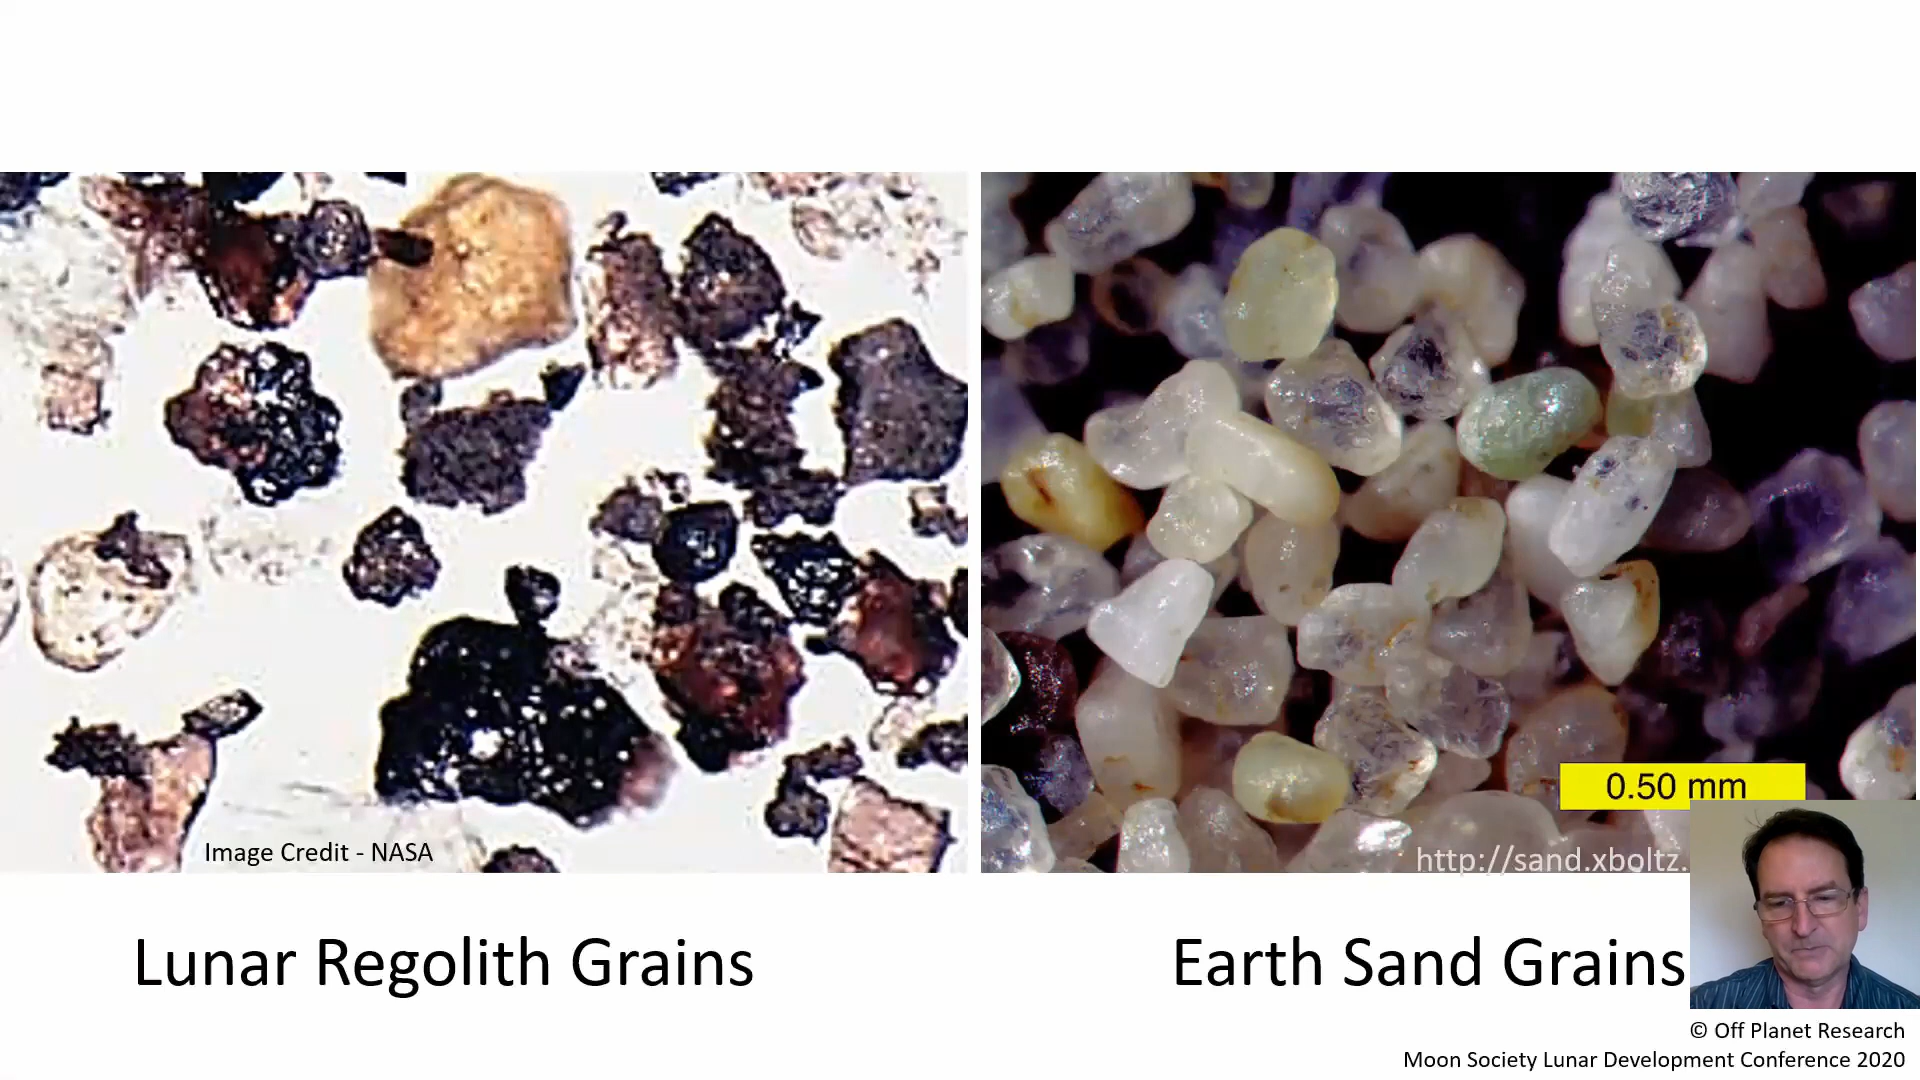 Image Credit - NASA
0.50 mm
http://sand.xboltz.
Lunar Regolith Grains
Earth Sand Grains
© Off Planet Research
Moon Society Lunar Development Conference 2020